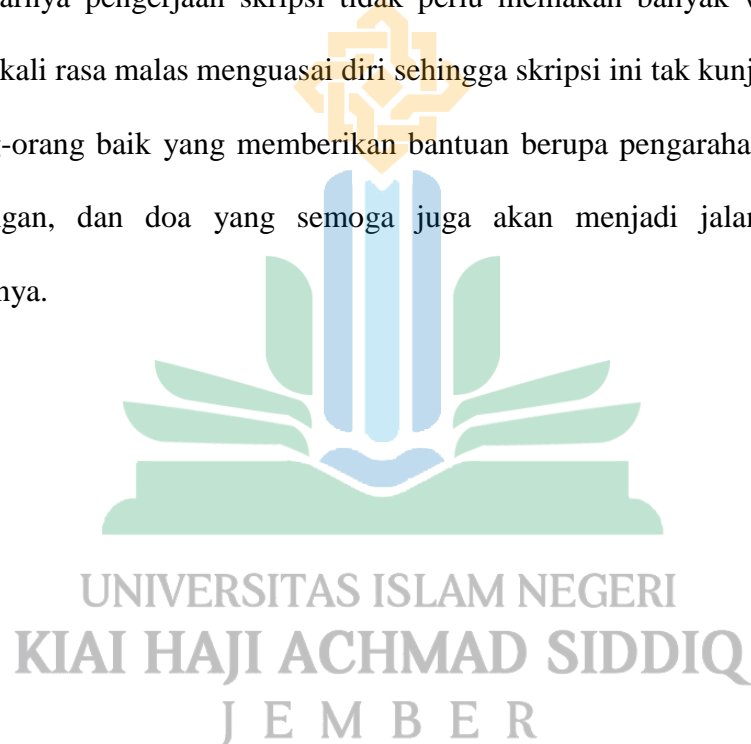 arnya pengerjaan skripsi tidak perlu memakan banyak
kali rasa malas menguasai diri sehingga skripsi ini tak kunj
-orang baik yang memberikan bantuan berupa pengaraha
ngan, dan doa yang semoga juga akan menjadi jalan
nya.
UNIVERSITAS ISLAM NEGERI
KIAI HAJI ACHMAD SIDDIQ
JEMBER